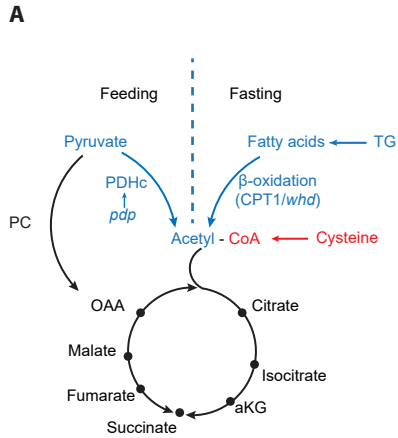 A
Feeding
Fasting
Pyruvate
Fatty acids
TG
PDHc
pdp
β-oxidation
(CPT1/whd)
PC
Acetyl - CoA
Cysteine
OAA
Citrate
Malate
Isocitrate
Fumarate
aKG
Succinate